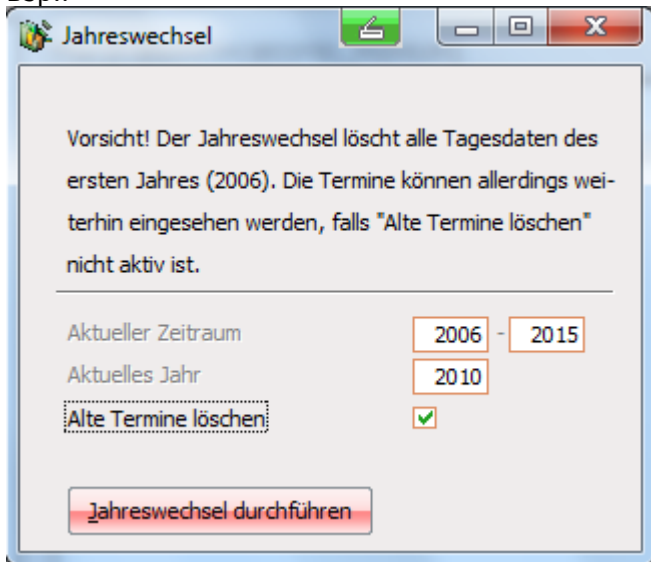 Jahreswechsel
Vorsicht! Der Jahreswechsel löscht alle Tagesdaten des
ersten Jahres (2006). Die Termine können allerdings wei-
terhin eingesehen werden, falls "Alte Termine löschen"
nicht aktiv ist.
Aktueller Zeitraum 2006 - 2015
Aktuelles Jahr 2010
Alte Termine löschen
Jahreswechsel durchführen